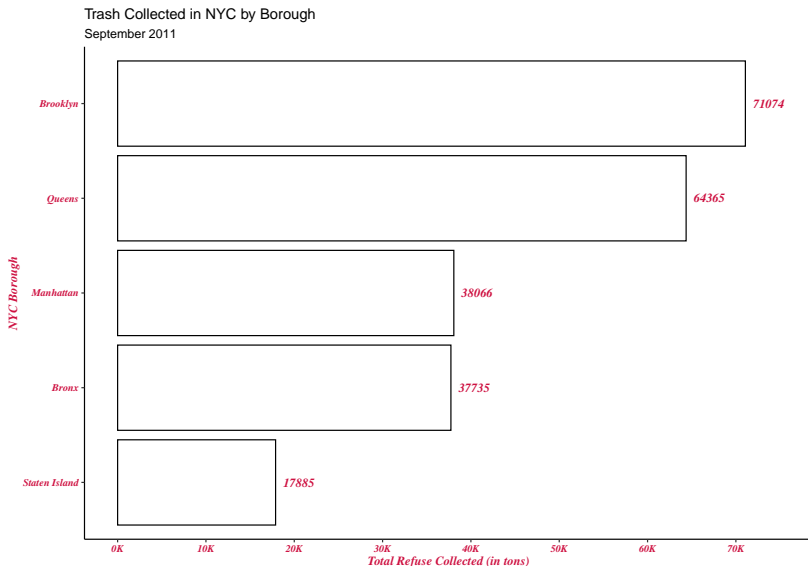 Trash Collected in NYC by Borough
September 2011
Brooklyn
71074
Queens
64365
NYC Borough
Manhattan
38066
Bronx
37735
Staten Island
17885
0K 10K 20K 30K 40K 50K 60K 70K
Total Refuse Collected (in tons)